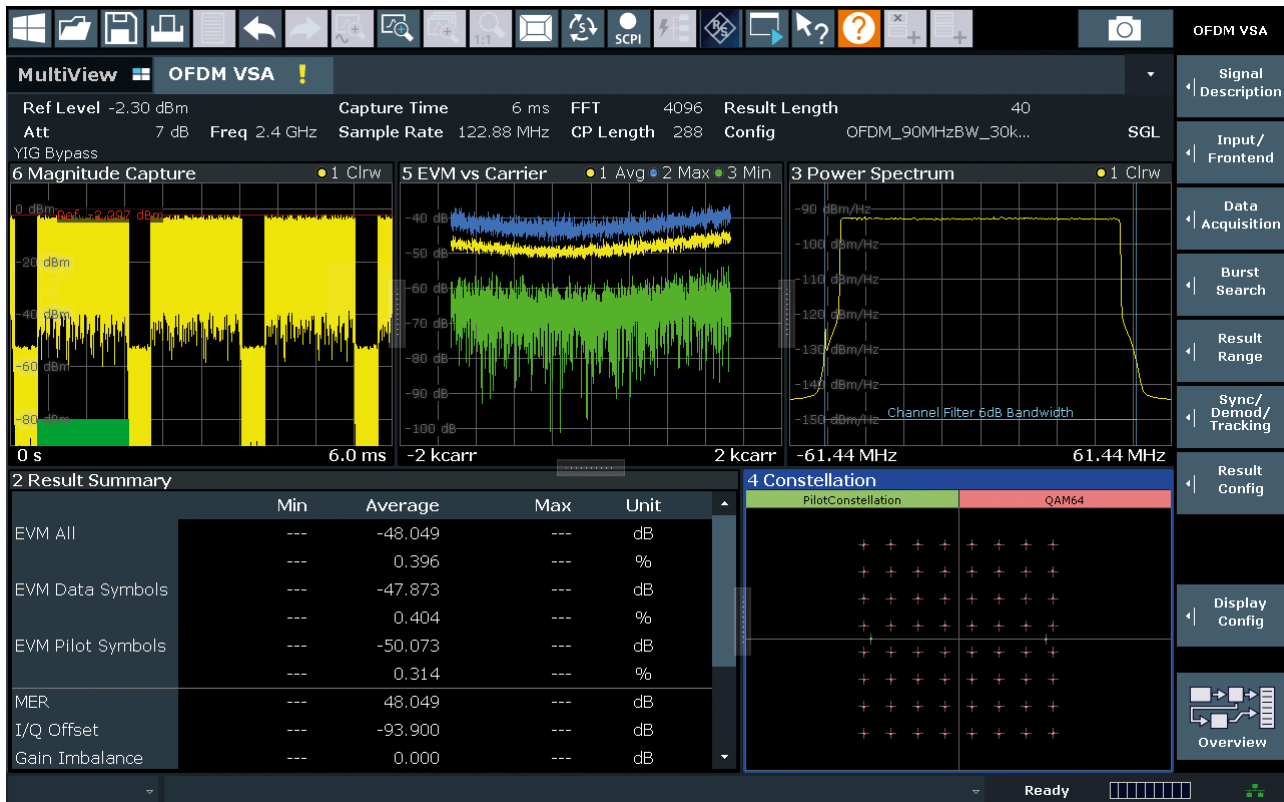 SCPI
1:1
R&S
OFDM VSA
MultiView
OFDM VSA !
Ref Level -2.30 dBm Capture Time 6 ms FFT 4096 Result Length 40
Att 7 dB Freq 2.4 GHz Sample Rate 122.88 MHz CP Length 288 Config OFDM_90MHzBW_30k... SGL
YIG Bypass
6 Magnitude Capture 1 Clrw
0 dBm
Ref -2.397 dBm
-20 dBm
-40 dBm
-60 dBm
-80 dBm
0 s 6.0 ms
5 EVM vs Carrier 1 Avg 2 Max 3 Min
-40 dB
-50 dB
-60 dB
-70 dB
-80 dB
-90 dB
-100 dB
-2 kcarr 2 kcarr
3 Power Spectrum 1 Clrw
-90 dBm/Hz
-100 dBm/Hz
-110 dBm/Hz
-120 dBm/Hz
-130 dBm/Hz
-140 dBm/Hz
-150 dBm/Hz
Channel Filter 6dB Bandwidth
-61.44 MHz 61.44 MHz
2 Result Summary
Min Average Max Unit
EVM All --- -48.049 --- dB
--- 0.396 --- %
EVM Data Symbols --- -47.873 --- dB
--- 0.404 --- %
EVM Pilot Symbols --- -50.073 --- dB
--- 0.314 --- %
MER --- 48.049 --- dB
I/Q Offset --- -93.900 --- dB
Gain Imbalance --- 0.000 --- dB
4 Constellation
PilotConstellation QAM64
Signal
Description
Input/
Frontend
Data
Acquisition
Burst
Search
Result
Range
Sync/
Demod/
Tracking
Result
Config
Display
Config
Overview
Ready